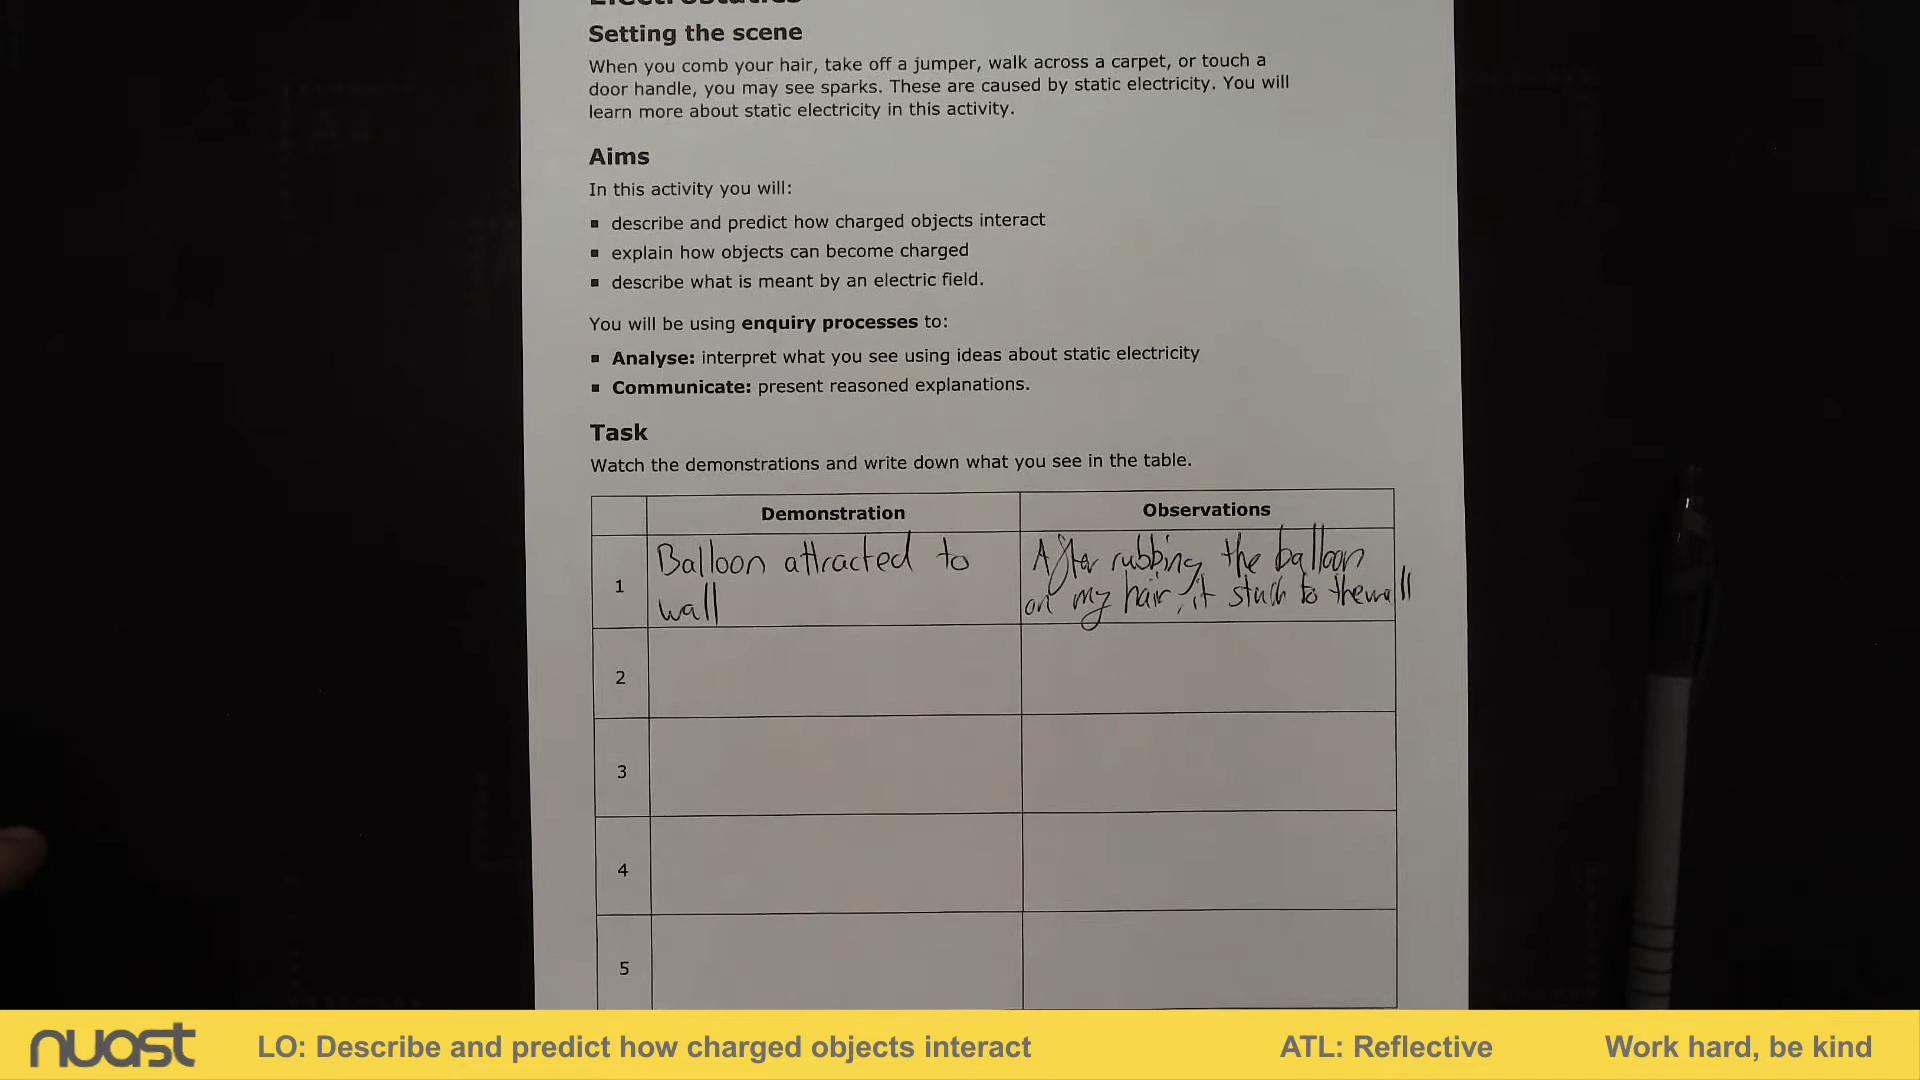 Electrostatics
Setting the scene
When you comb your hair, take off a jumper, walk across a carpet, or touch a
door handle, you may see sparks. These are caused by static electricity. You will
learn more about static electricity in this activity.
Aims
In this activity you will:
▪ describe and predict how charged objects interact
▪ explain how objects can become charged
▪ describe what is meant by an electric field.
You will be using enquiry processes to:
▪ Analyse: interpret what you see using ideas about static electricity
▪ Communicate: present reasoned explanations.
Task
Watch the demonstrations and write down what you see in the table.
Demonstration Observations
1
Balloon attracted to
wall
After rubbing the balloon
on my hair, it stuck to the wall
2
3
4
5
nuast LO: Describe and predict how charged objects interact ATL: Reflective Work hard, be kind